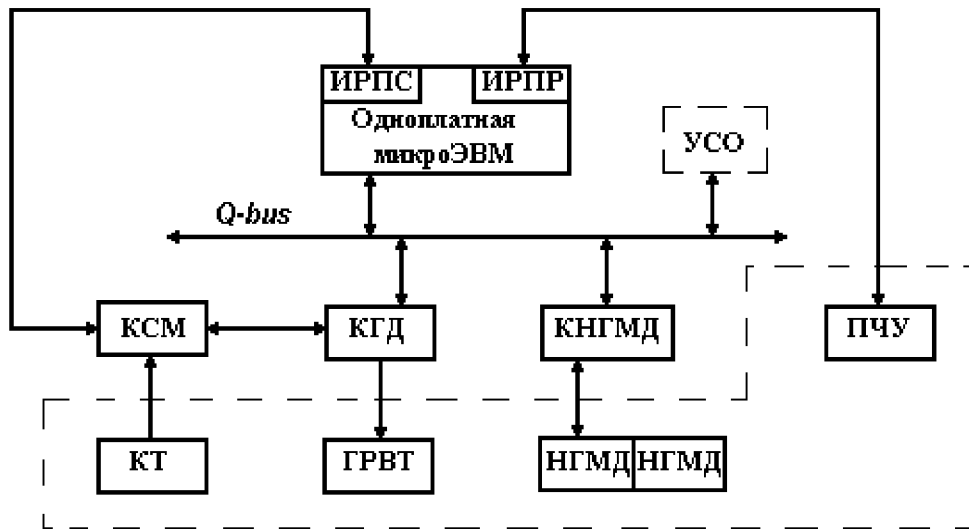 ИРПС ИРПР
Одноплатная
микроЭВМ
УСО
Q-bus
КСМ КГД КНГМД ПЧУ
КТ ГРВТ НГМД НГМД